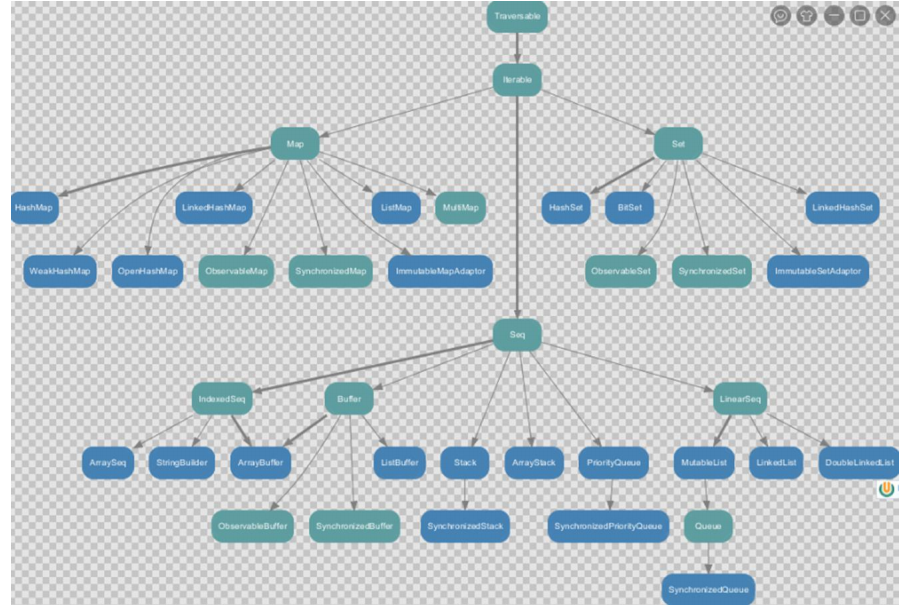 Traversable
Iterable
Map
Set
HashMap
LinkedHashMap
ListMap
MultiMap
HashSet
BitSet
LinkedHashSet
WeakHashMap
OpenHashMap
ObservableMap
SynchronizedMap
ImmutableMapAdaptor
ObservableSet
SynchronizedSet
ImmutableSetAdaptor
Seq
IndexedSeq
Buffer
LinearSeq
ArraySeq
StringBuilder
ArrayBuffer
ListBuffer
Stack
ArrayStack
PriorityQueue
MutableList
LinkedList
DoubleLinkedList
ObservableBuffer
SynchronizedBuffer
SynchronizedStack
SynchronizedPriorityQueue
Queue
SynchronizedQueue